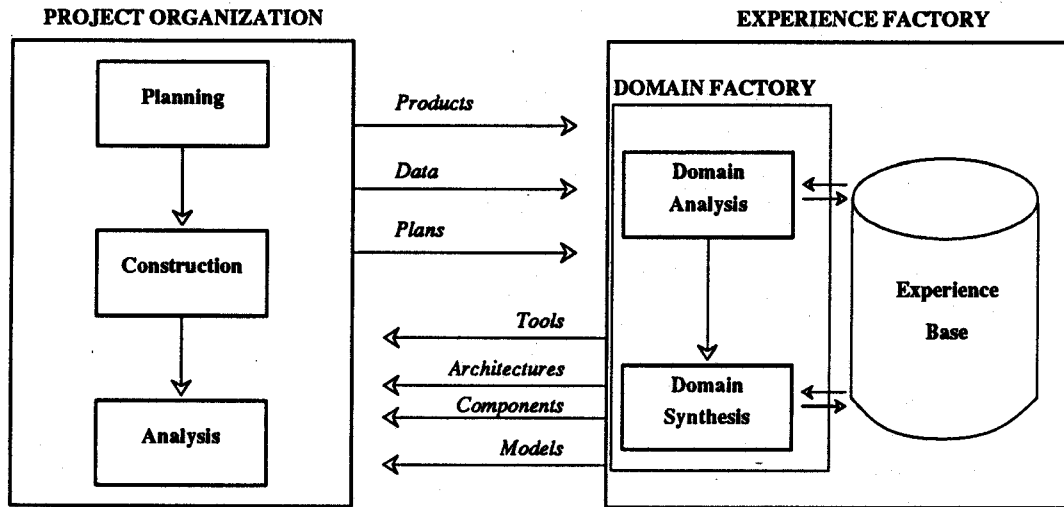 PROJECT ORGANIZATION
Planning
Construction
Analysis
Products
Data
Plans
Tools
Architectures
Components
Models
EXPERIENCE FACTORY
DOMAIN FACTORY
Domain
Analysis
Domain
Synthesis
Experience
Base